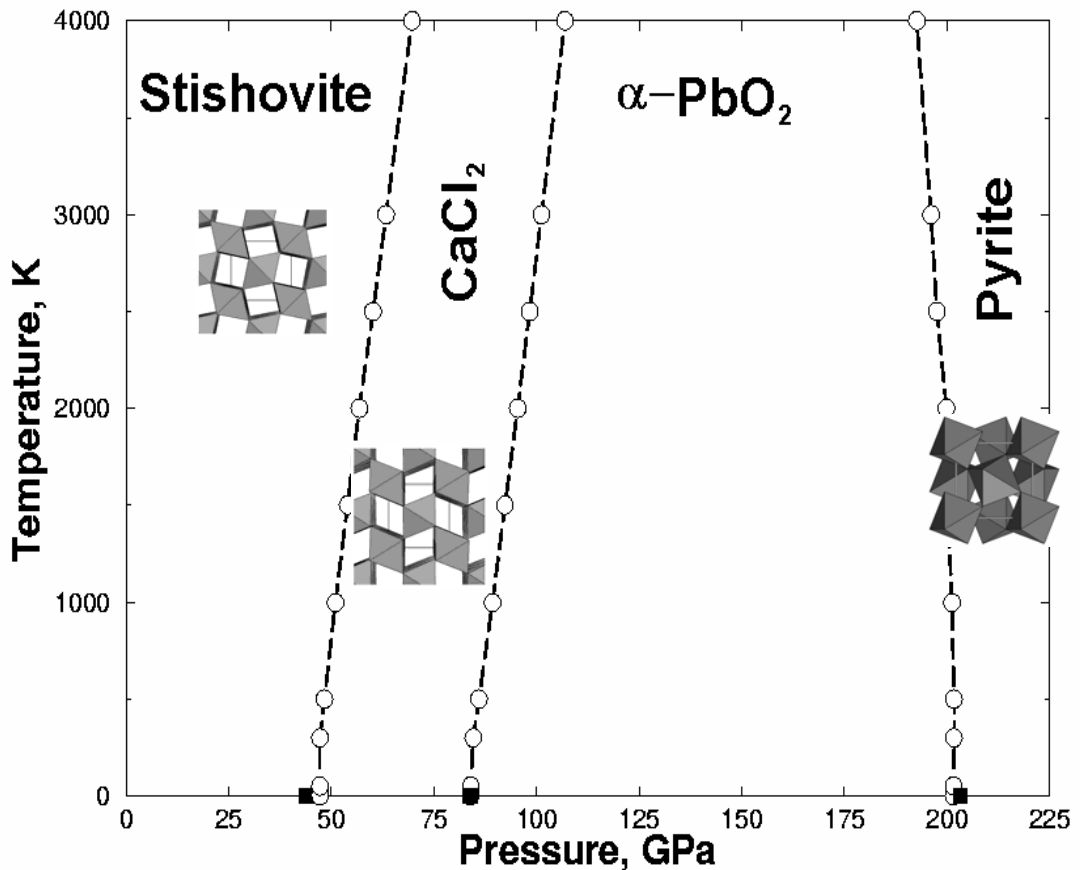 4000
3000
2000
1000
0
Temperature, K
Stishovite
CaCl₂
α−PbO₂
Pyrite
0 25 50 75 100 125 150 175 200 225
Pressure, GPa